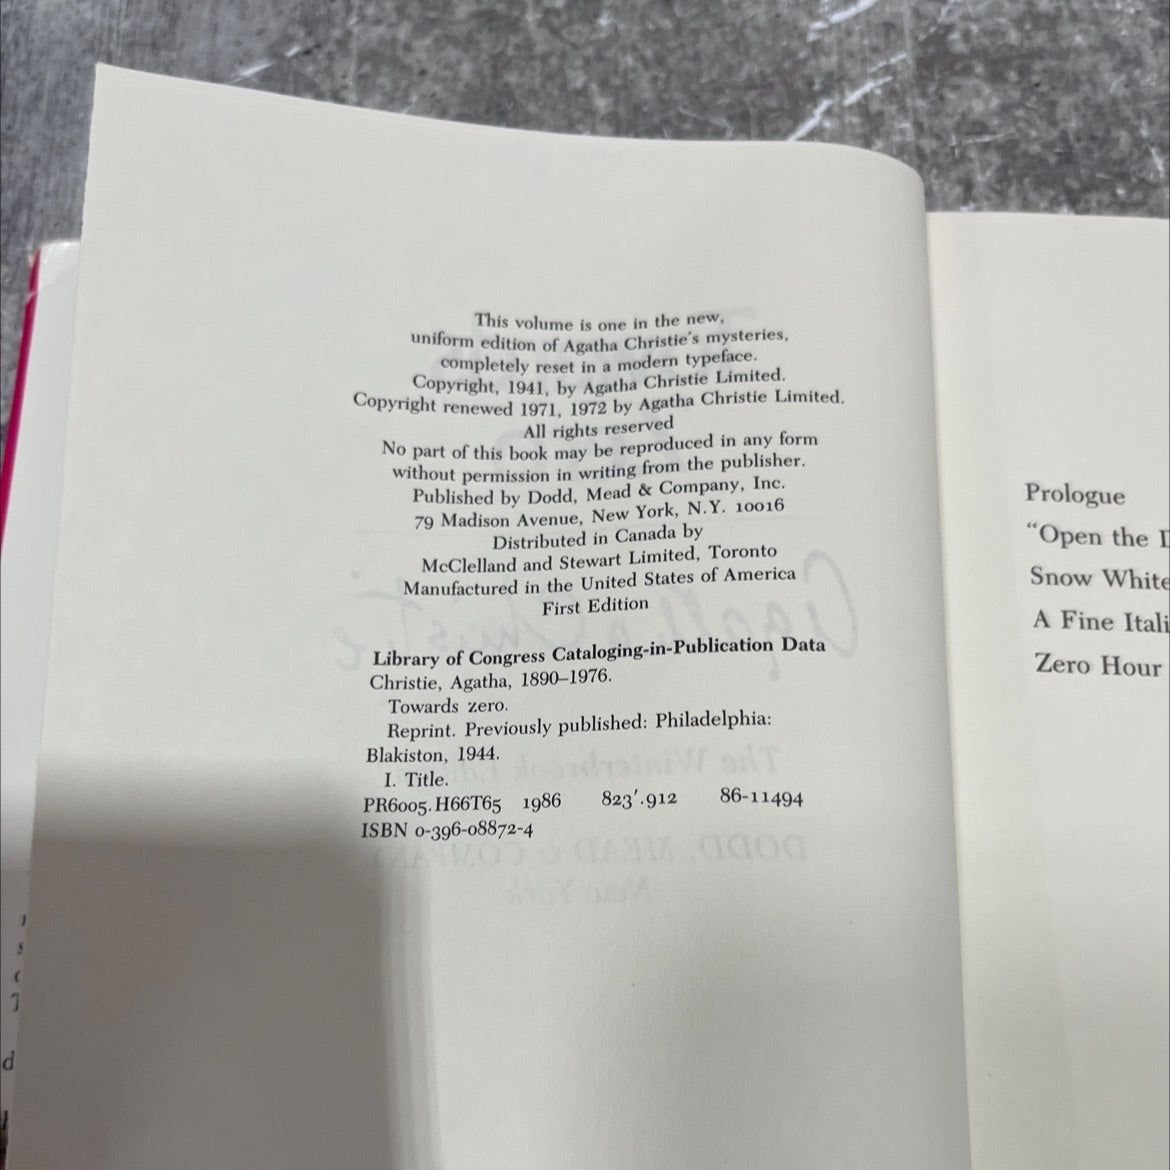 This volume is one in the new,
uniform edition of Agatha Christie's mysteries,
completely reset in a modern typeface.
Copyright, 1941, by Agatha Christie Limited.
Copyright renewed 1971, 1972 by Agatha Christie Limited.
All rights reserved
No part of this book may be reproduced in any form
without permission in writing from the publisher.
Published by Dodd, Mead & Company, Inc.
79 Madison Avenue, New York, N.Y. 10016
Distributed in Canada by
McClelland and Stewart Limited, Toronto
Manufactured in the United States of America
First Edition
Library of Congress Cataloging-in-Publication Data
Christie, Agatha, 1890–1976.
Towards zero.
Reprint. Previously published: Philadelphia:
Blakiston, 1944.
I. Title.
PR6005.H66T65 1986 823′.912 86-11494
ISBN 0-396-08872-4
Prologue
“Open the
Snow White
A Fine Itali
Zero Hour